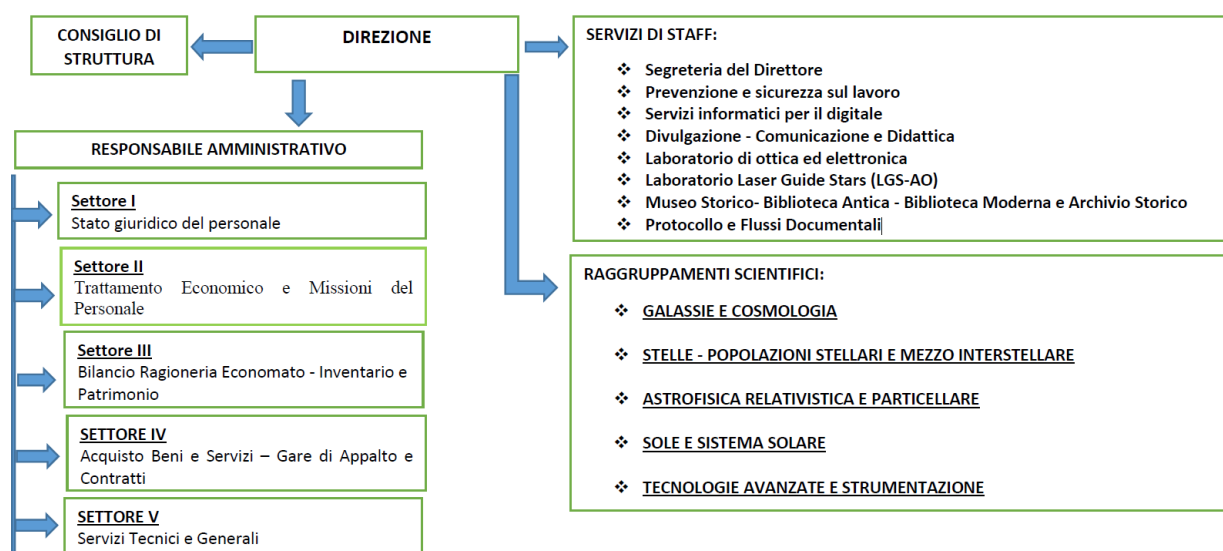 CONSIGLIO DI
STRUTTURA
DIREZIONE
RESPONSABILE AMMINISTRATIVO
Settore I
Stato giuridico del personale
Settore II
Trattamento Economico e Missioni del
Personale
Settore III
Bilancio Ragioneria Economato - Inventario e
Patrimonio
SETTORE IV
Acquisto Beni e Servizi – Gare di Appalto e
Contratti
SETTORE V
Servizi Tecnici e Generali
SERVIZI DI STAFF:
❖ Segreteria del Direttore
❖ Prevenzione e sicurezza sul lavoro
❖ Servizi informatici per il digitale
❖ Divulgazione - Comunicazione e Didattica
❖ Laboratorio di ottica ed elettronica
❖ Laboratorio Laser Guide Stars (LGS-AO)
❖ Museo Storico- Biblioteca Antica - Biblioteca Moderna e Archivio Storico
❖ Protocollo e Flussi Documentali
RAGGRUPPAMENTI SCIENTIFICI:
❖ GALASSIE E COSMOLOGIA
❖ STELLE - POPOLAZIONI STELLARI E MEZZO INTERSTELLARE
❖ ASTROFISICA RELATIVISTICA E PARTICELLARE
❖ SOLE E SISTEMA SOLARE
❖ TECNOLOGIE AVANZATE E STRUMENTAZIONE